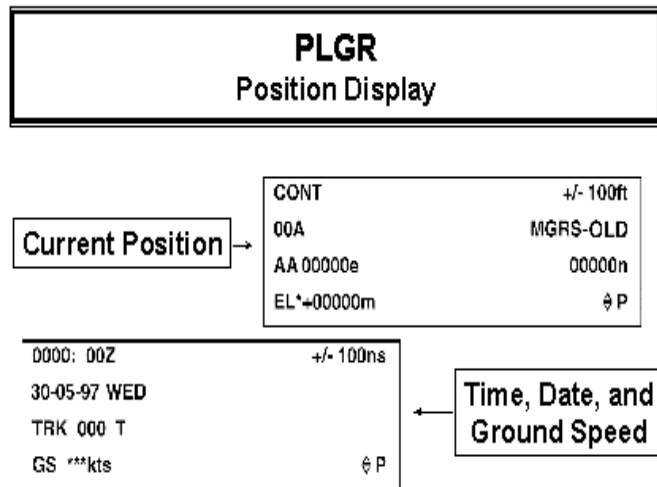 PLGR
Position Display
CONT +/- 100ft
00A MGRS-OLD
Current Position
AA 00000e 00000n
EL*+00000m P
0000: 00Z +/- 100ns
30-05-97 WED
TRK 000 T
GS ***kts P
Time, Date, and
Ground Speed